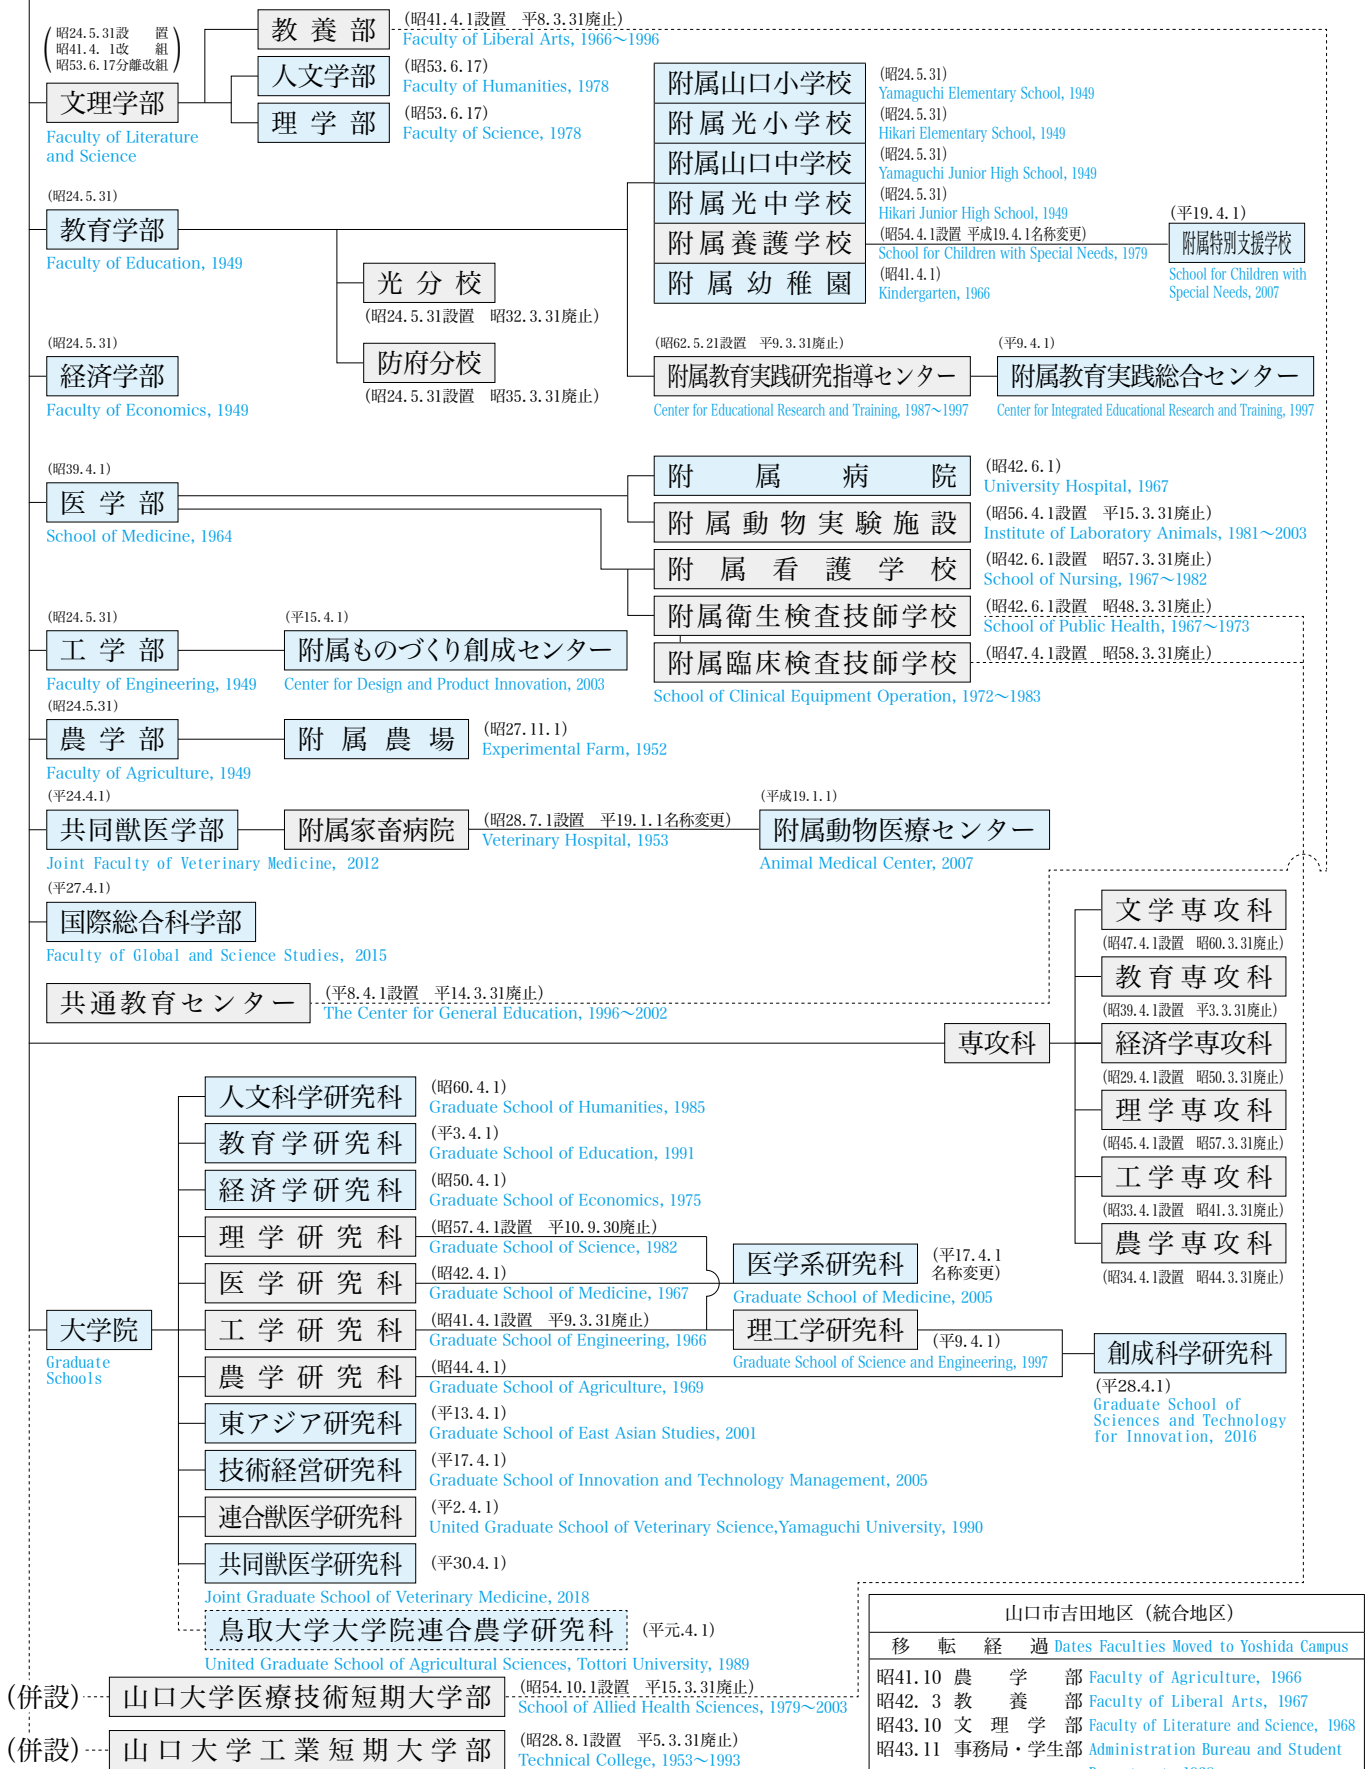 昭24.5.31設　置
昭41.4. 1改　組
昭53.6.17分離改組
文理学部
Faculty of Literature
and Science
教養部
(昭41.4.1設置　平8.3.31廃止)
Faculty of Liberal Arts, 1966～1996
人文学部
(昭53.6.17)
Faculty of Humanities, 1978
理学部
(昭53.6.17)
Faculty of Science, 1978
(昭24.5.31)
教育学部
Faculty of Education, 1949
附属山口小学校
(昭24.5.31)
Yamaguchi Elementary School, 1949
附属光小学校
(昭24.5.31)
Hikari Elementary School, 1949
附属山口中学校
(昭24.5.31)
Yamaguchi Junior High School, 1949
附属光中学校
(昭24.5.31)
Hikari Junior High School, 1949
附属養護学校
(昭54.4.1設置 平成19.4.1名称変更)
School for Children with Special Needs, 1979
(平19.4.1)
附属特別支援学校
School for Children with
Special Needs, 2007
附属幼稚園
(昭41.4.1)
Kindergarten, 1966
光分校
(昭24.5.31設置　昭32.3.31廃止)
防府分校
(昭24.5.31設置　昭35.3.31廃止)
(昭62.5.21設置　平9.3.31廃止)
附属教育実践研究指導センター
Center for Educational Research and Training, 1987～1997
(平9.4.1)
附属教育実践総合センター
Center for Integrated Educational Research and Training, 1997
(昭24.5.31)
経済学部
Faculty of Economics, 1949
(昭39.4.1)
医学部
School of Medicine, 1964
附属病院
(昭42.6.1)
University Hospital, 1967
附属動物実験施設
(昭56.4.1設置　平15.3.31廃止)
Institute of Laboratory Animals, 1981～2003
附属看護学校
(昭42.6.1設置　昭57.3.31廃止)
School of Nursing, 1967～1982
附属衛生検査技師学校
(昭42.6.1設置　昭48.3.31廃止)
School of Public Health, 1967～1973
附属臨床検査技師学校
(昭47.4.1設置　昭58.3.31廃止)
School of Clinical Equipment Operation, 1972～1983
(昭24.5.31)
工学部
Faculty of Engineering, 1949
(平15.4.1)
附属ものづくり創成センター
Center for Design and Product Innovation, 2003
(昭24.5.31)
農学部
Faculty of Agriculture, 1949
附属農場
(昭27.11.1)
Experimental Farm, 1952
(平24.4.1)
共同獣医学部
Joint Faculty of Veterinary Medicine, 2012
附属家畜病院
(昭28.7.1設置　平19.1.1名称変更)
Veterinary Hospital, 1953
(平成19.1.1)
附属動物医療センター
Animal Medical Center, 2007
(平27.4.1)
国際総合科学部
Faculty of Global and Science Studies, 2015
共通教育センター
(平8.4.1設置　平14.3.31廃止)
The Center for General Education, 1996～2002
専攻科
文学専攻科
(昭47.4.1設置　昭60.3.31廃止)
教育専攻科
(昭39.4.1設置　平3.3.31廃止)
経済学専攻科
(昭29.4.1設置　昭50.3.31廃止)
理学専攻科
(昭45.4.1設置　昭57.3.31廃止)
工学専攻科
(昭33.4.1設置　昭41.3.31廃止)
農学専攻科
(昭34.4.1設置　昭44.3.31廃止)
大学院
Graduate
Schools
人文科学研究科
(昭60.4.1)
Graduate School of Humanities, 1985
教育学研究科
(平3.4.1)
Graduate School of Education, 1991
経済学研究科
(昭50.4.1)
Graduate School of Economics, 1975
理学研究科
(昭57.4.1設置　平10.9.30廃止)
Graduate School of Science, 1982
医学研究科
(昭42.4.1)
Graduate School of Medicine, 1967
医学系研究科
(平17.4.1
名称変更)
Graduate School of Medicine, 2005
工学研究科
(昭41.4.1設置　平9.3.31廃止)
Graduate School of Engineering, 1966
理工学研究科
(平9.4.1)
Graduate School of Science and Engineering, 1997
農学研究科
(昭44.4.1)
Graduate School of Agriculture, 1969
創成科学研究科
(平28.4.1)
Graduate School of
Sciences and Technology
for Innovation, 2016
東アジア研究科
(平13.4.1)
Graduate School of East Asian Studies, 2001
技術経営研究科
(平17.4.1)
Graduate School of Innovation and Technology Management, 2005
連合獣医学研究科
(平2.4.1)
United Graduate School of Veterinary Science,Yamaguchi University, 1990
共同獣医学研究科
(平30.4.1)
Joint Graduate School of Veterinary Medicine, 2018
鳥取大学大学院連合農学研究科
(平元.4.1)
United Graduate School of Agricultural Sciences, Tottori University, 1989
(併設)
山口大学医療技術短期大学部
(昭54.10.1設置　平15.3.31廃止)
School of Allied Health Sciences, 1979～2003
(併設)
山口大学工業短期大学部
(昭28.8.1設置　平5.3.31廃止)
Technical College, 1953～1993
山口市吉田地区（統合地区）
移転経過 Dates Faculties Moved to Yoshida Campus
昭41.10 農学部 Faculty of Agriculture, 1966
昭42. 3 教養部 Faculty of Liberal Arts, 1967
昭43.10 文理学部 Faculty of Literature and Science, 1968
昭43.11 事務局・学生部 Administration Bureau and Student